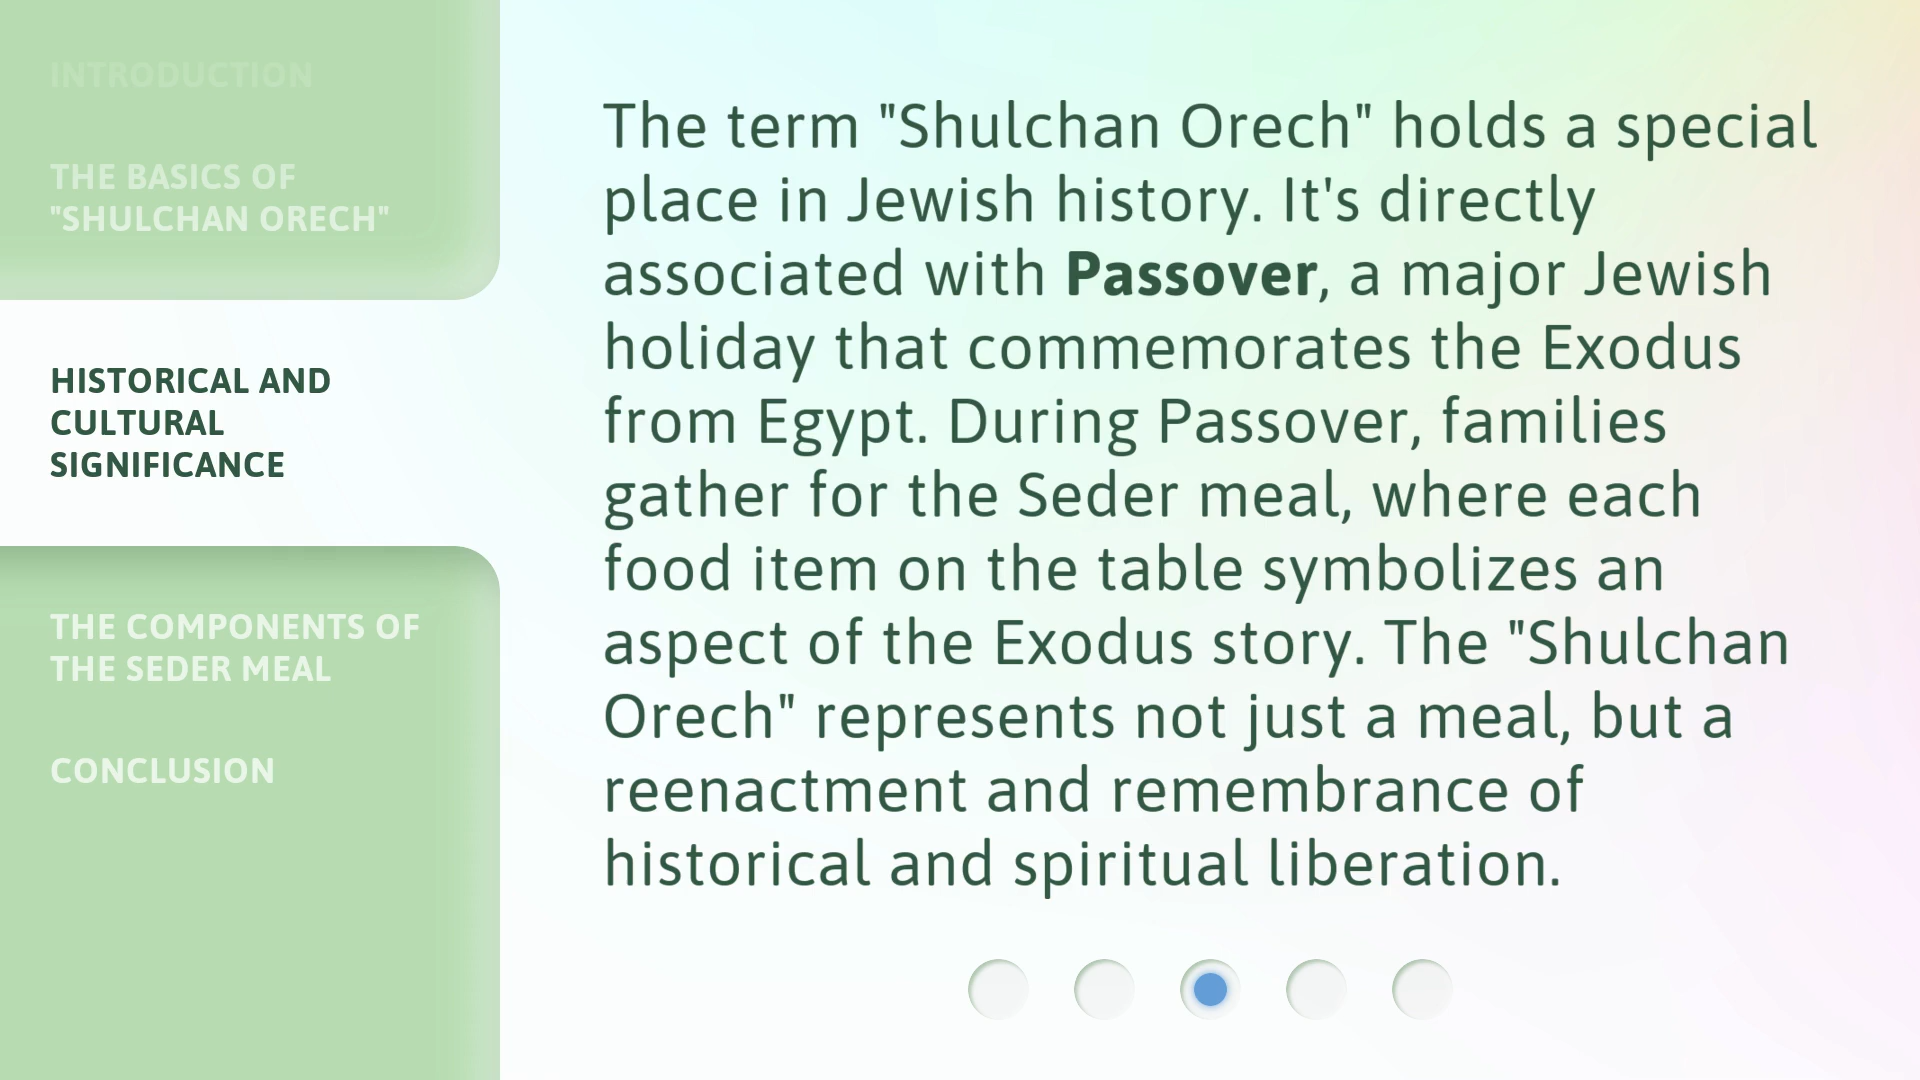 INTRODUCTION
THE BASICS OF
"SHULCHAN ORECH"
HISTORICAL AND
CULTURAL
SIGNIFICANCE
THE COMPONENTS OF
THE SEDER MEAL
CONCLUSION
The term "Shulchan Orech" holds a special
place in Jewish history. It's directly
associated with Passover, a major Jewish
holiday that commemorates the Exodus
from Egypt. During Passover, families
gather for the Seder meal, where each
food item on the table symbolizes an
aspect of the Exodus story. The "Shulchan
Orech" represents not just a meal, but a
reenactment and remembrance of
historical and spiritual liberation.